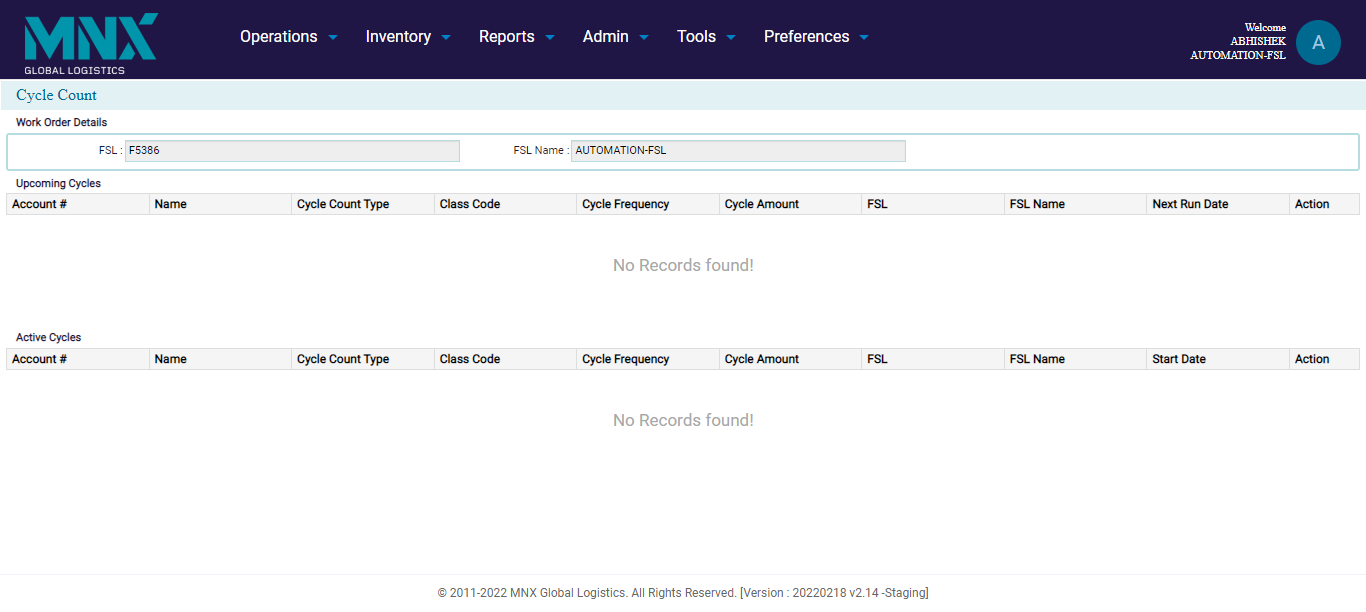 MNX
GLOBAL LOGISTICS
Operations Inventory Reports Admin Tools Preferences
Welcome
ABHISHEK
AUTOMATION-FSL
A
Cycle Count
Work Order Details
FSL : F5386 FSL Name : AUTOMATION-FSL
Upcoming Cycles
Account # Name Cycle Count Type Class Code Cycle Frequency Cycle Amount FSL FSL Name Next Run Date Action
No Records found!
Active Cycles
Account # Name Cycle Count Type Class Code Cycle Frequency Cycle Amount FSL FSL Name Start Date Action
No Records found!
© 2011-2022 MNX Global Logistics. All Rights Reserved. [Version : 20220218 v2.14 -Staging]